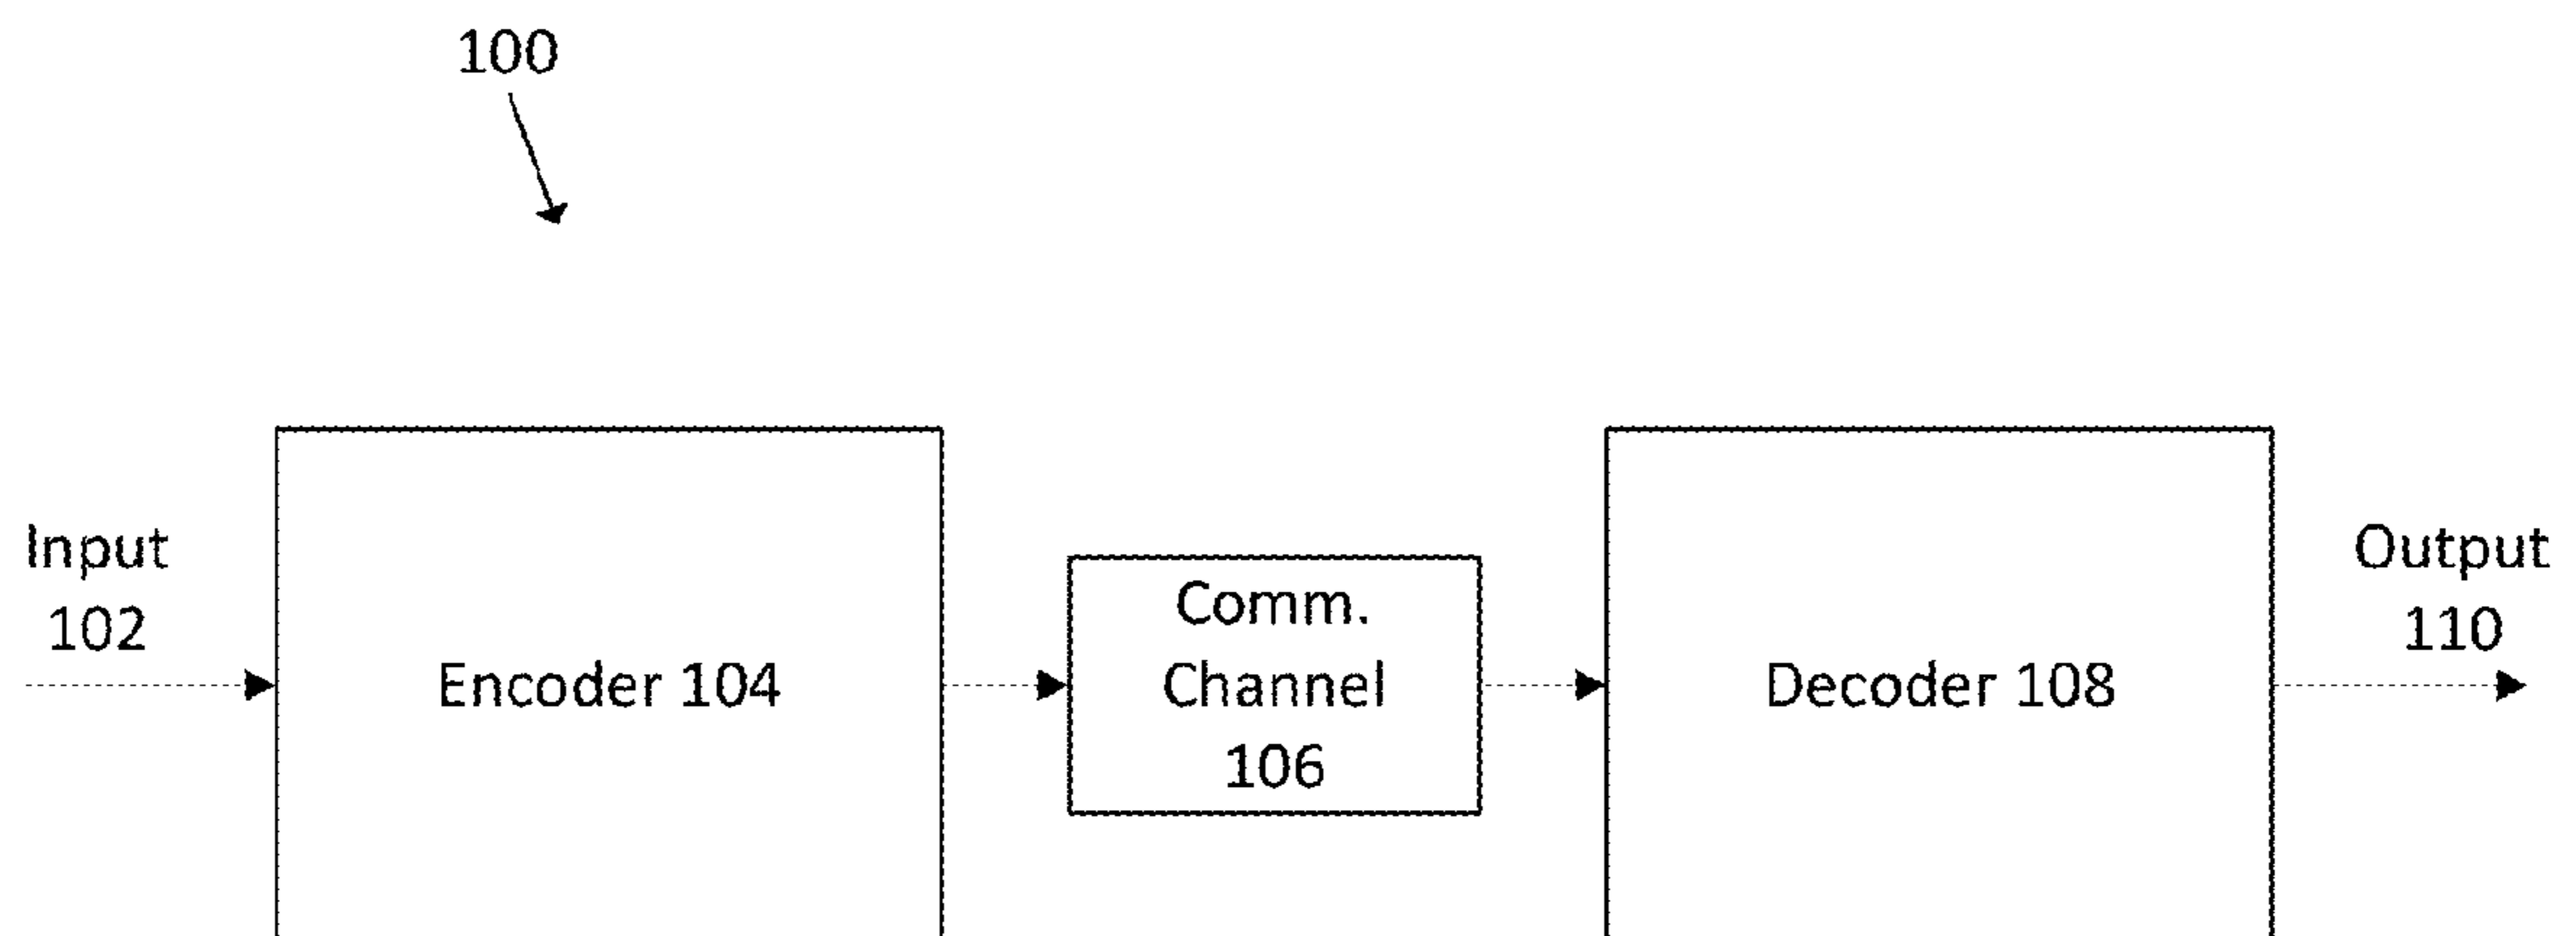 100
Input
102
Encoder 104
Comm.
Channel
106
Decoder 108
Output
110